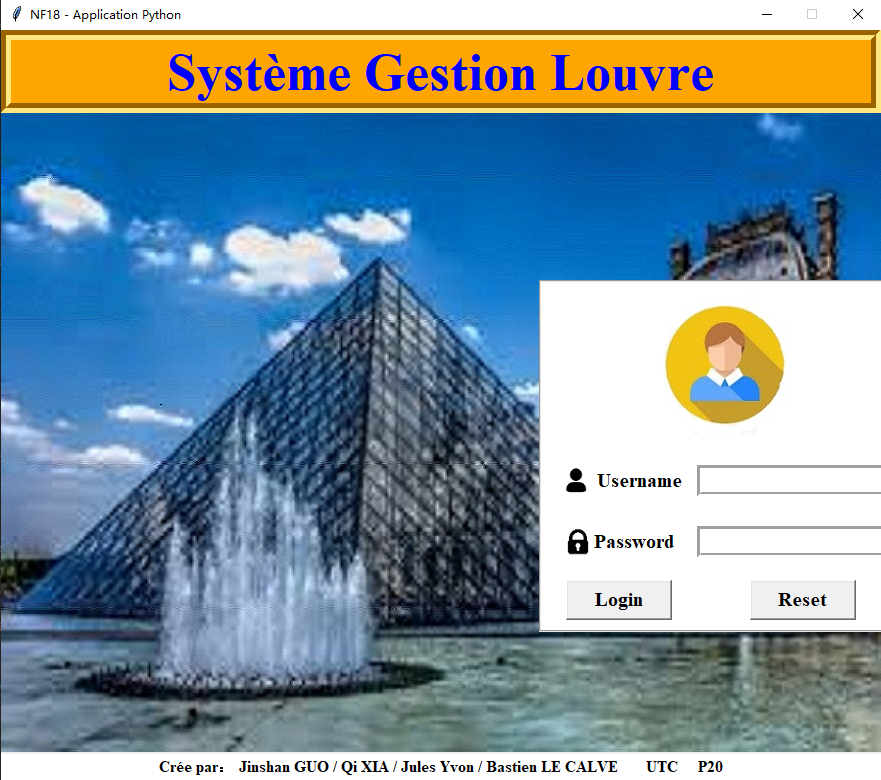 NF18 - Application Python
Système Gestion Louvre
Username
Password
Login Reset
Crée par： Jinshan GUO / Qi XIA / Jules Yvon / Bastien LE CALVE UTC P20